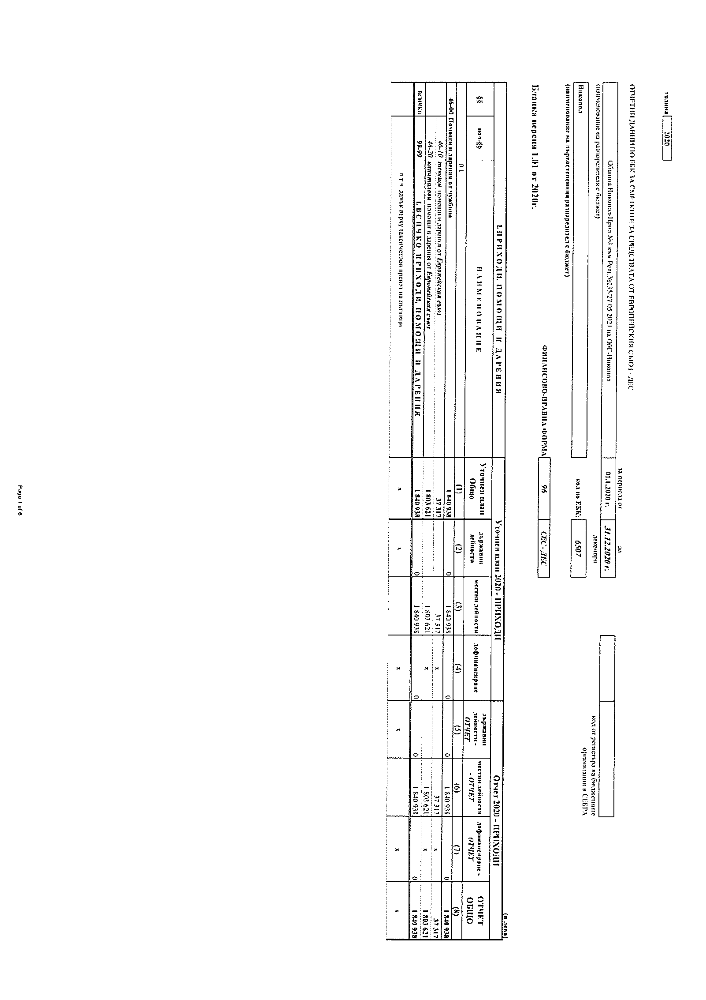 година 2020
ОТЧЕТНИ ДАННИ ПО ЕБК ЗА СМЕТКИТЕ ЗА СРЕДСТВАТА ОТ ЕВРОПЕЙСКИЯ СЪЮЗ - ДЕС
за периода от до
Община Никопол-Прил №3 към Реш.№235/27.05.2021 на ОбС-Никопол 01.1.2020 г. 31.12.2020 г.
(наименование на разпоредителя с бюджет) декември
код от регистъра на бюджетните
организации в СЕБРА
Никопол код по ЕБК: 6507
(наименование на първостепенния разпоредител с бюджет)
ФИНАНСОВО-ПРАВНА ФОРМА 96 СЕС - ДЕС
Бланка версия 1.01 от 2020г.
(в лева)
I. ПРИХОДИ, ПОМОЩИ И ДАРЕНИЯ Уточнен план 2020 - ПРИХОДИ Отчет 2020 - ПРИХОДИ
§§ под-§§ НАИМЕНОВАНИЕ Уточнен план Общо държавни дейности местни дейности дофинансиране държавни дейности - ОТЧЕТ местни дейности - ОТЧЕТ дофинансиране - ОТЧЕТ ОТЧЕТ ОБЩО
(1) (2) (3) (4) (5) (6) (7) (8)
46-00 Помощи и дарения от чужбина 1 840 938 0 1 840 938 0 0 1 840 938 0 1 840 938
46-10 текущи помощи и дарения от Европейския съюз 37 317 37 317 x 37 317 x 37 317
46-20 капиталови помощи и дарения от Европейския съюз 1 803 621 1 803 621 x 1 803 621 x 1 803 621
всичко 99-99 I. ВСИЧКО ПРИХОДИ, ПОМОЩИ И ДАРЕНИЯ 1 840 938 0 1 840 938 0 0 1 840 938 0 1 840 938
в т.ч. данък върху таксиметров превоз на пътници x x x x x x
Page 1 of 6